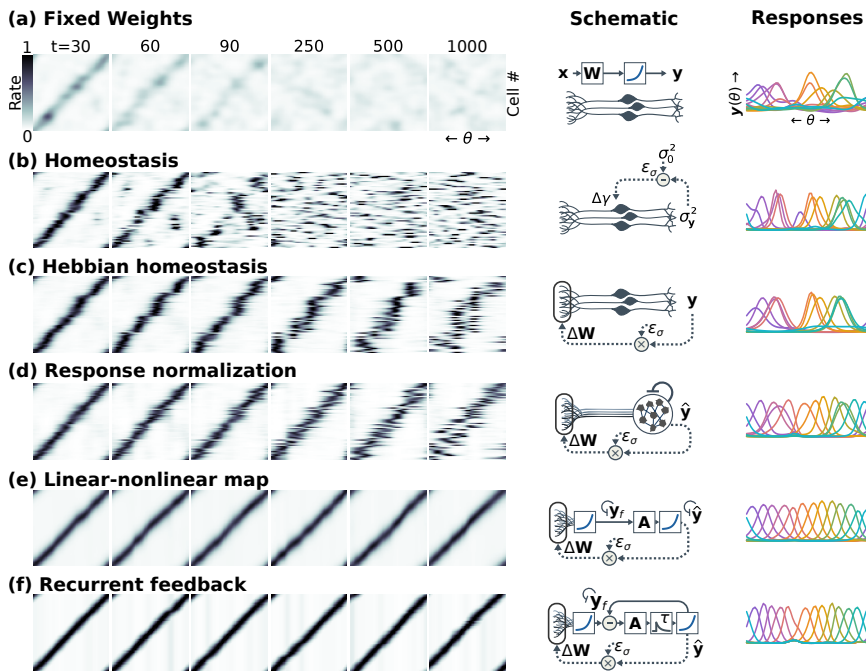 (a) Fixed Weights
Schematic
Responses
1 t=30 60 90 250 500 1000
Rate
0
Cell #
← θ →
x W y
y(θ) →
← θ →
(b) Homeostasis
σ₀²
ε_σ
−
Δγ
σ_y²
(c) Hebbian homeostasis
y
ΔW ε_σ
×
(d) Response normalization
ŷ
ΔW ε_σ
×
(e) Linear-nonlinear map
y_f A ŷ
ΔW ε_σ
×
(f) Recurrent feedback
y_f τ
− A
ŷ
ΔW ε_σ
×